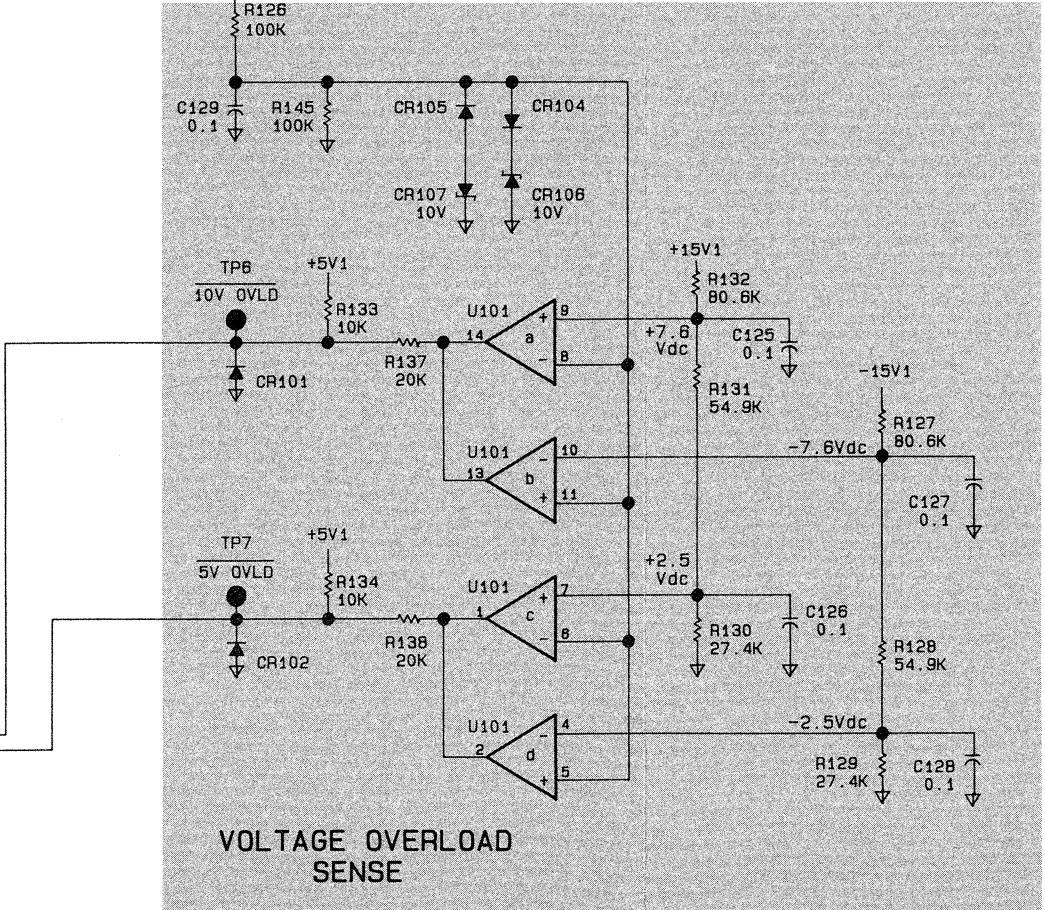 R126
100K
C129
0.1
R145
100K
CR105
CR104
CR107
10V
CR106
10V
+15V1
R132
80.6K
TP6
10V OVLD
+5V1
R133
10K
U101
14
a
+
-
9
8
+7.6
Vdc
C125
0.1
R137
20K
CR101
R131
54.9K
-15V1
R127
80.6K
U101
13
b
-
+
10
11
-7.6Vdc
C127
0.1
TP7
5V OVLD
+5V1
R134
10K
U101
1
c
+
-
7
6
+2.5
Vdc
C126
0.1
R138
20K
CR102
R130
27.4K
R128
54.9K
U101
2
d
-
+
4
5
-2.5Vdc
R129
27.4K
C128
0.1
VOLTAGE OVERLOAD
SENSE